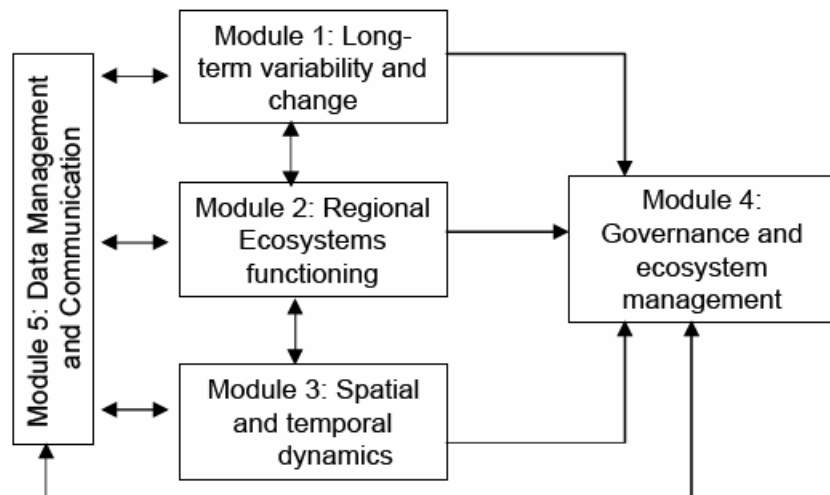 Module 1: Long-
term variability and
change
Module 5: Data Management
and Communication
Module 2: Regional
Ecosystems
functioning
Module 4:
Governance and
ecosystem
management
Module 3: Spatial
and temporal
dynamics